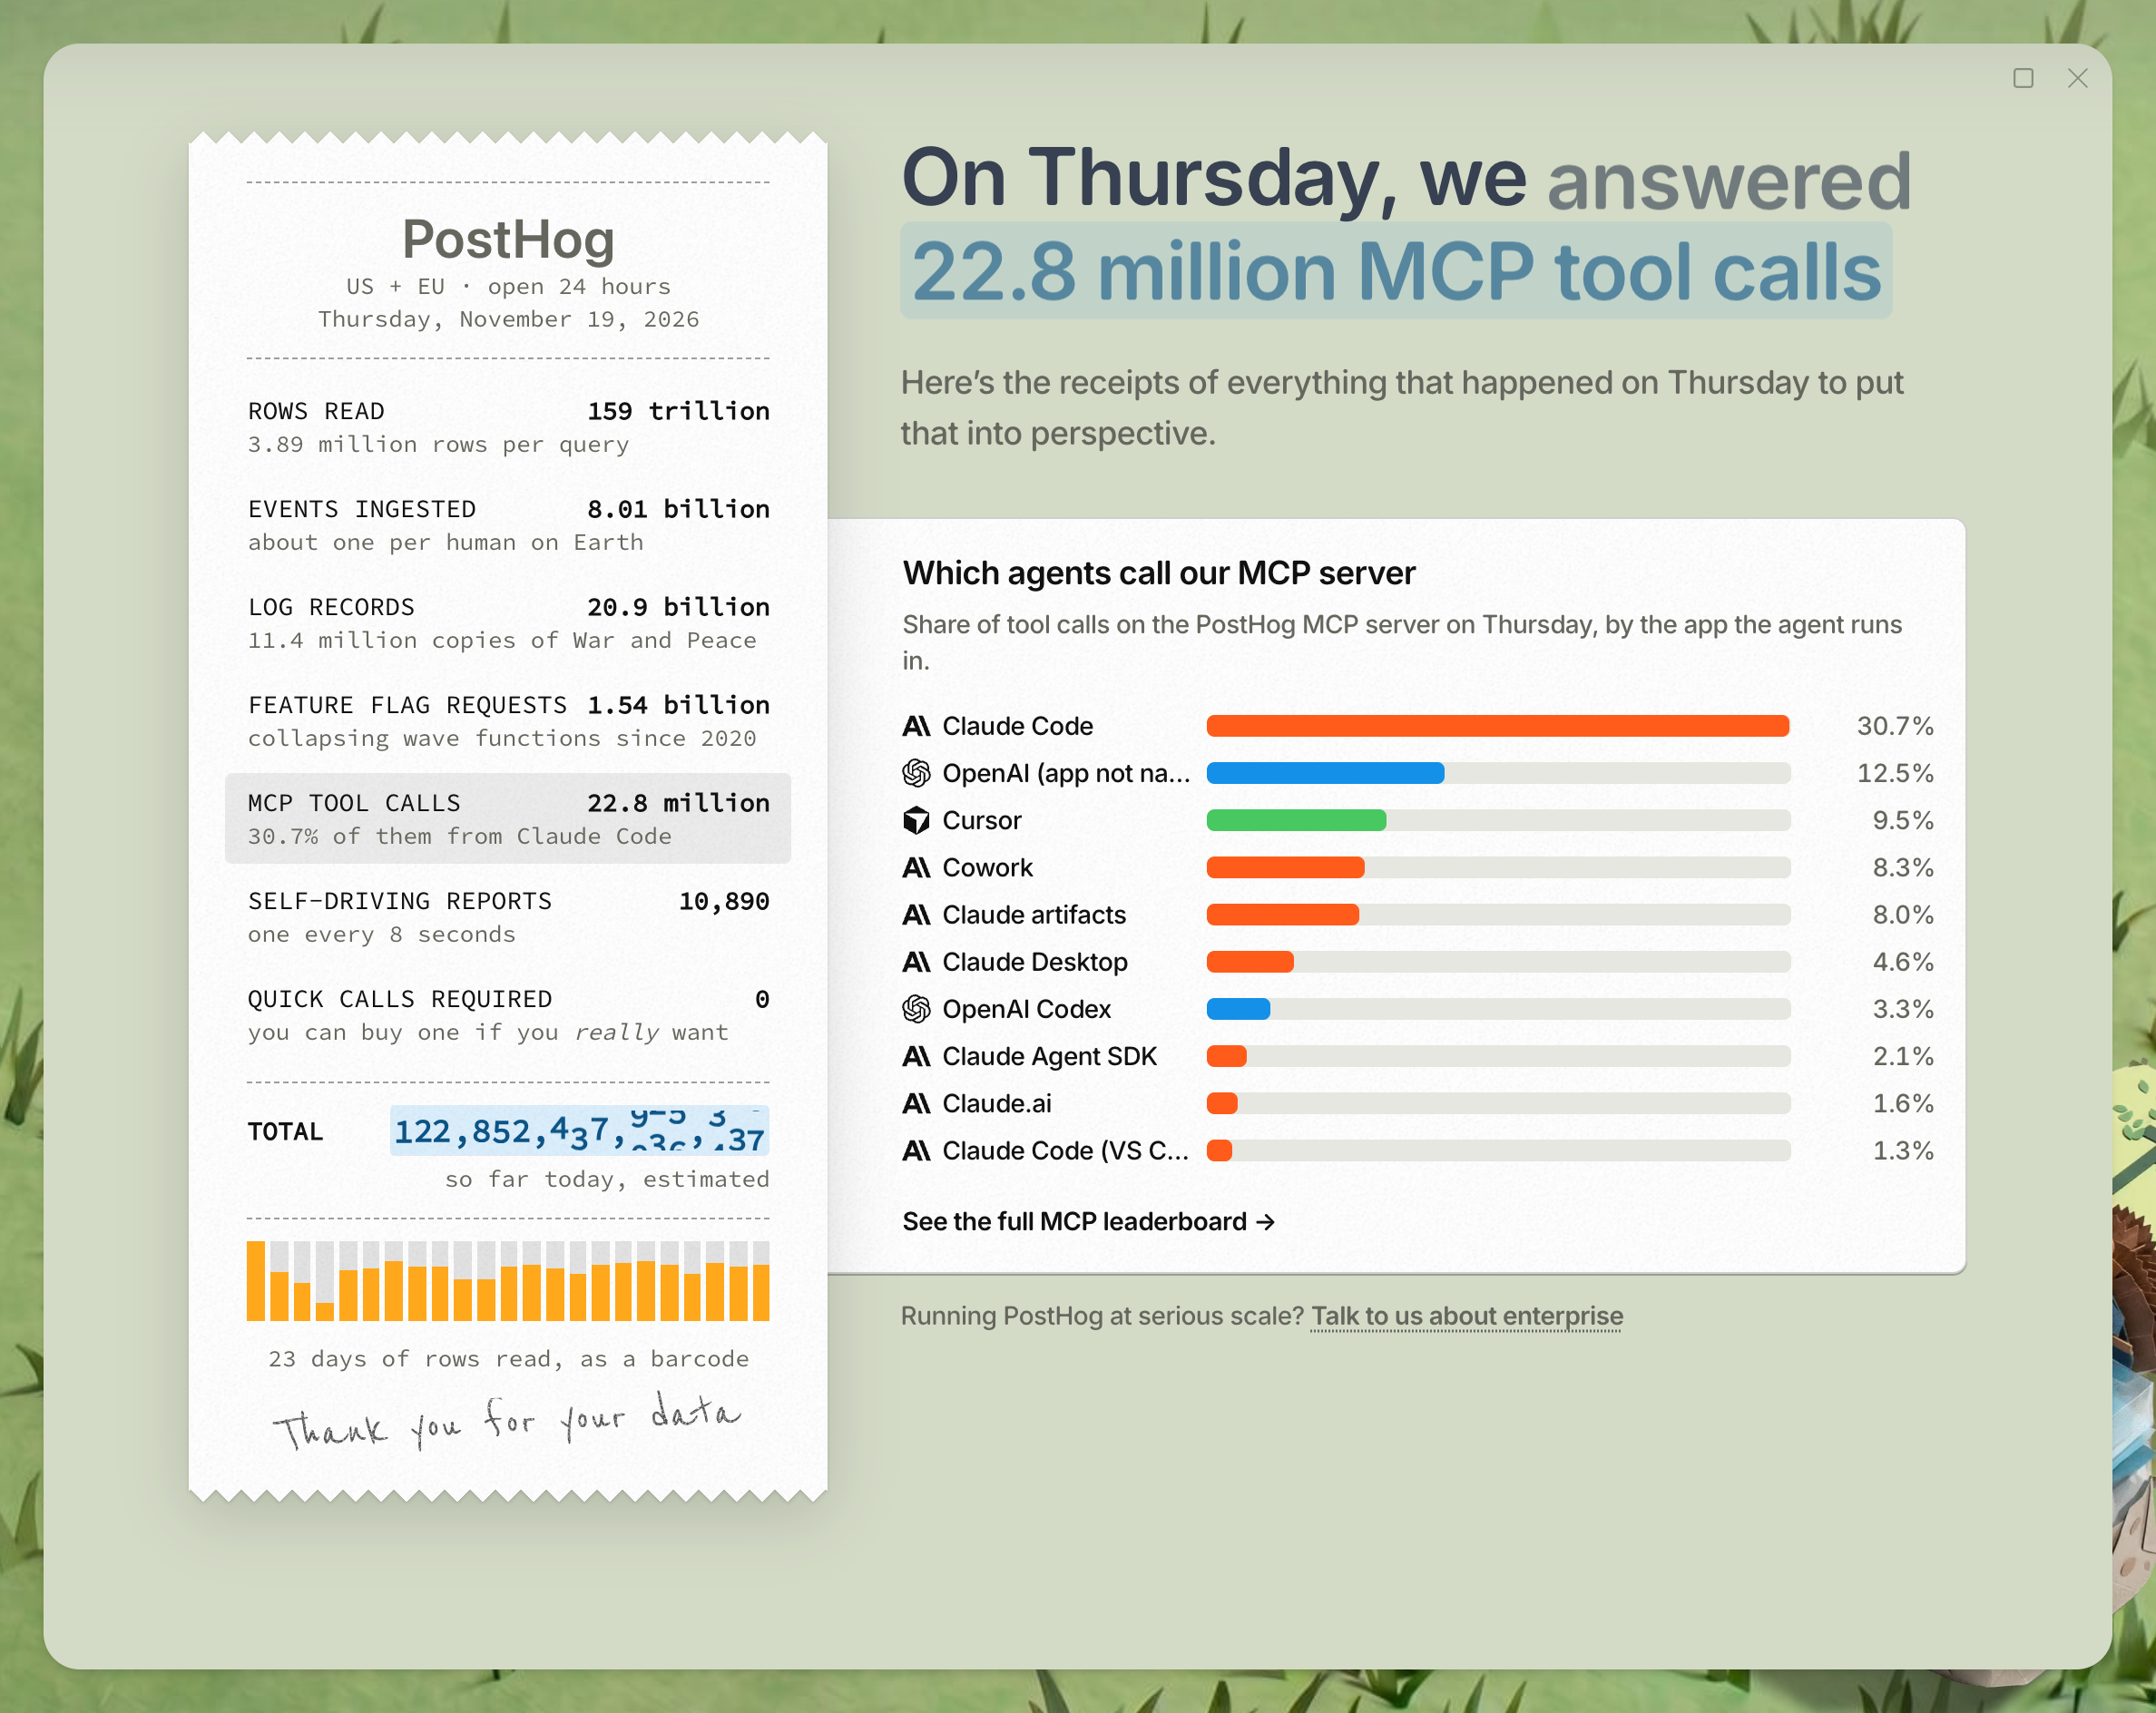 PostHog
US + EU · open 24 hours
Thursday, November 19, 2026
ROWS READ 159 trillion
3.89 million rows per query
EVENTS INGESTED 8.01 billion
about one per human on Earth
LOG RECORDS 20.9 billion
11.4 million copies of War and Peace
FEATURE FLAG REQUESTS 1.54 billion
collapsing wave functions since 2020
MCP TOOL CALLS 22.8 million
30.7% of them from Claude Code
SELF-DRIVING REPORTS 10,890
one every 8 seconds
QUICK CALLS REQUIRED 0
you can buy one if you really want
TOTAL 122,852,437,
so far today, estimated
23 days of rows read, as a barcode
Thank you for your data
On Thursday, we answered
22.8 million MCP tool calls
Here’s the receipts of everything that happened on Thursday to put
that into perspective.
Which agents call our MCP server
Share of tool calls on the PostHog MCP server on Thursday, by the app the agent runs
in.
Claude Code 30.7%
OpenAI (app not na... 12.5%
Cursor 9.5%
Cowork 8.3%
Claude artifacts 8.0%
Claude Desktop 4.6%
OpenAI Codex 3.3%
Claude Agent SDK 2.1%
Claude.ai 1.6%
Claude Code (VS C... 1.3%
See the full MCP leaderboard →
Running PostHog at serious scale? Talk to us about enterprise